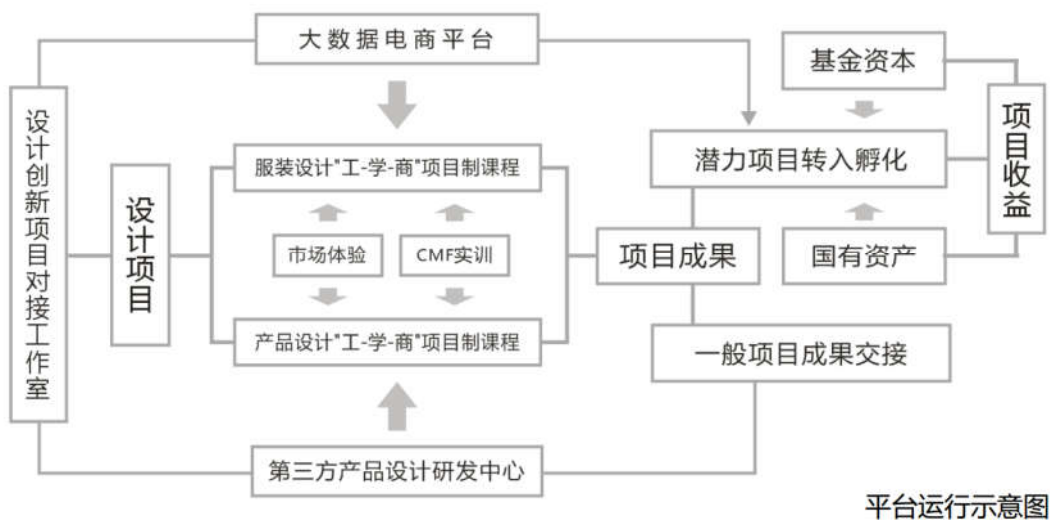 大数据电商平台
基金资本
设计创新项目对接工作室
设计项目
服装设计"工-学-商"项目制课程
潜力项目转入孵化
项目收益
市场体验
CMF实训
项目成果
国有资产
产品设计"工-学-商"项目制课程
一般项目成果交接
第三方产品设计研发中心
平台运行示意图